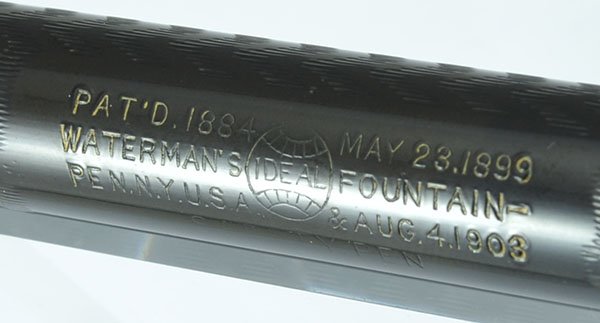 PAT'D. 1884 MAY 23.1899
WATERMAN'S IDEAL FOUNTAIN-
PEN.N.Y.U.S.A & AUG.4.1903